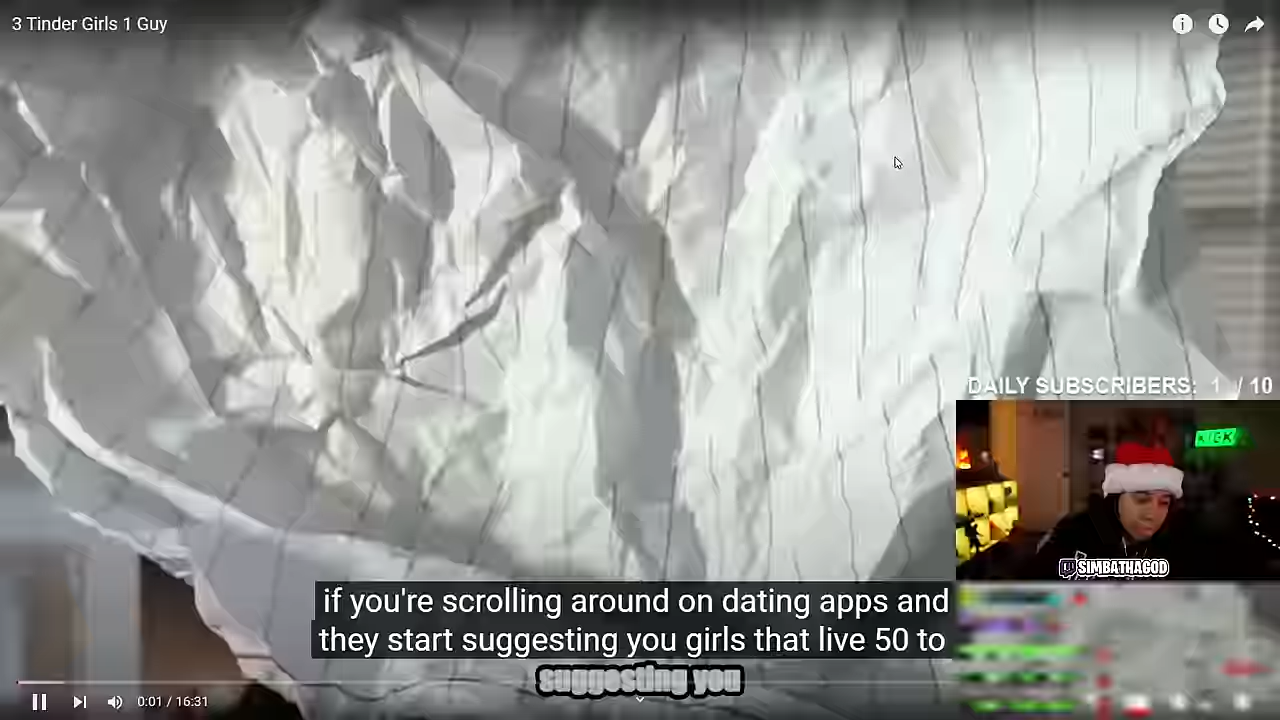 3 Tinder Girls 1 Guy
DAILY SUBSCRIBERS: 1 / 10
KICK
SIMBATHAGOD
if you're scrolling around on dating apps and
they start suggesting you girls that live 50 to
suggesting you
0:01 / 16:31